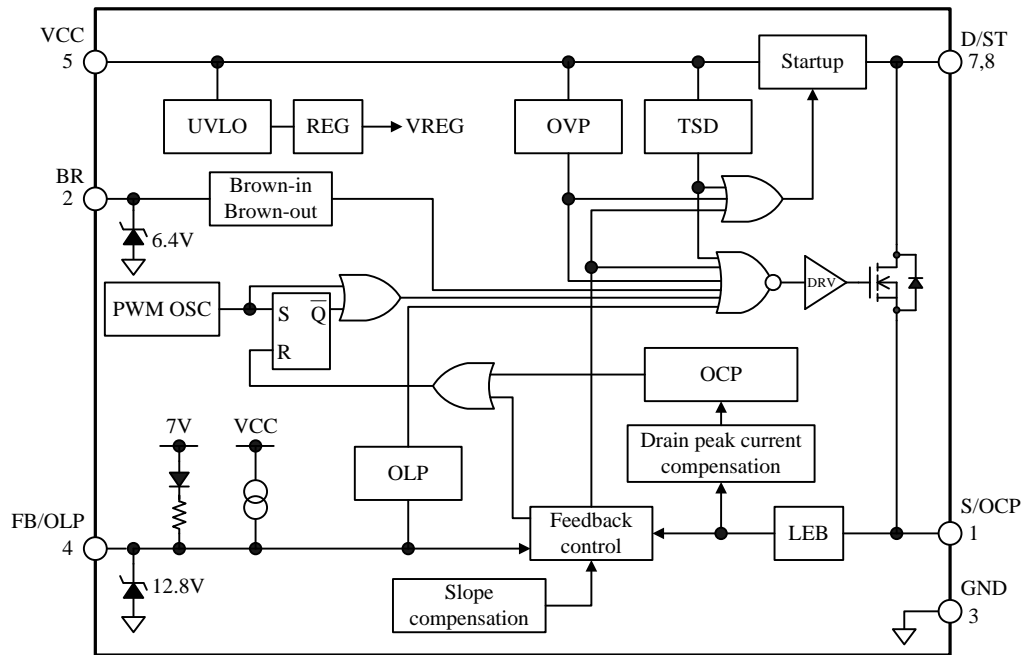 VCC
5
D/ST
7,8
Startup
UVLO
REG
VREG
OVP
TSD
BR
2
Brown-in
Brown-out
6.4V
PWM OSC
S
Q
R
DRV
OCP
7V
VCC
OLP
Drain peak current
compensation
FB/OLP
4
Feedback
control
LEB
S/OCP
1
12.8V
Slope
compensation
GND
3